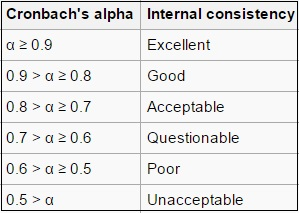 Cronbach's alpha Internal consistency
α ≥ 0.9 Excellent
0.9 > α ≥ 0.8 Good
0.8 > α ≥ 0.7 Acceptable
0.7 > α ≥ 0.6 Questionable
0.6 > α ≥ 0.5 Poor
0.5 > α Unacceptable